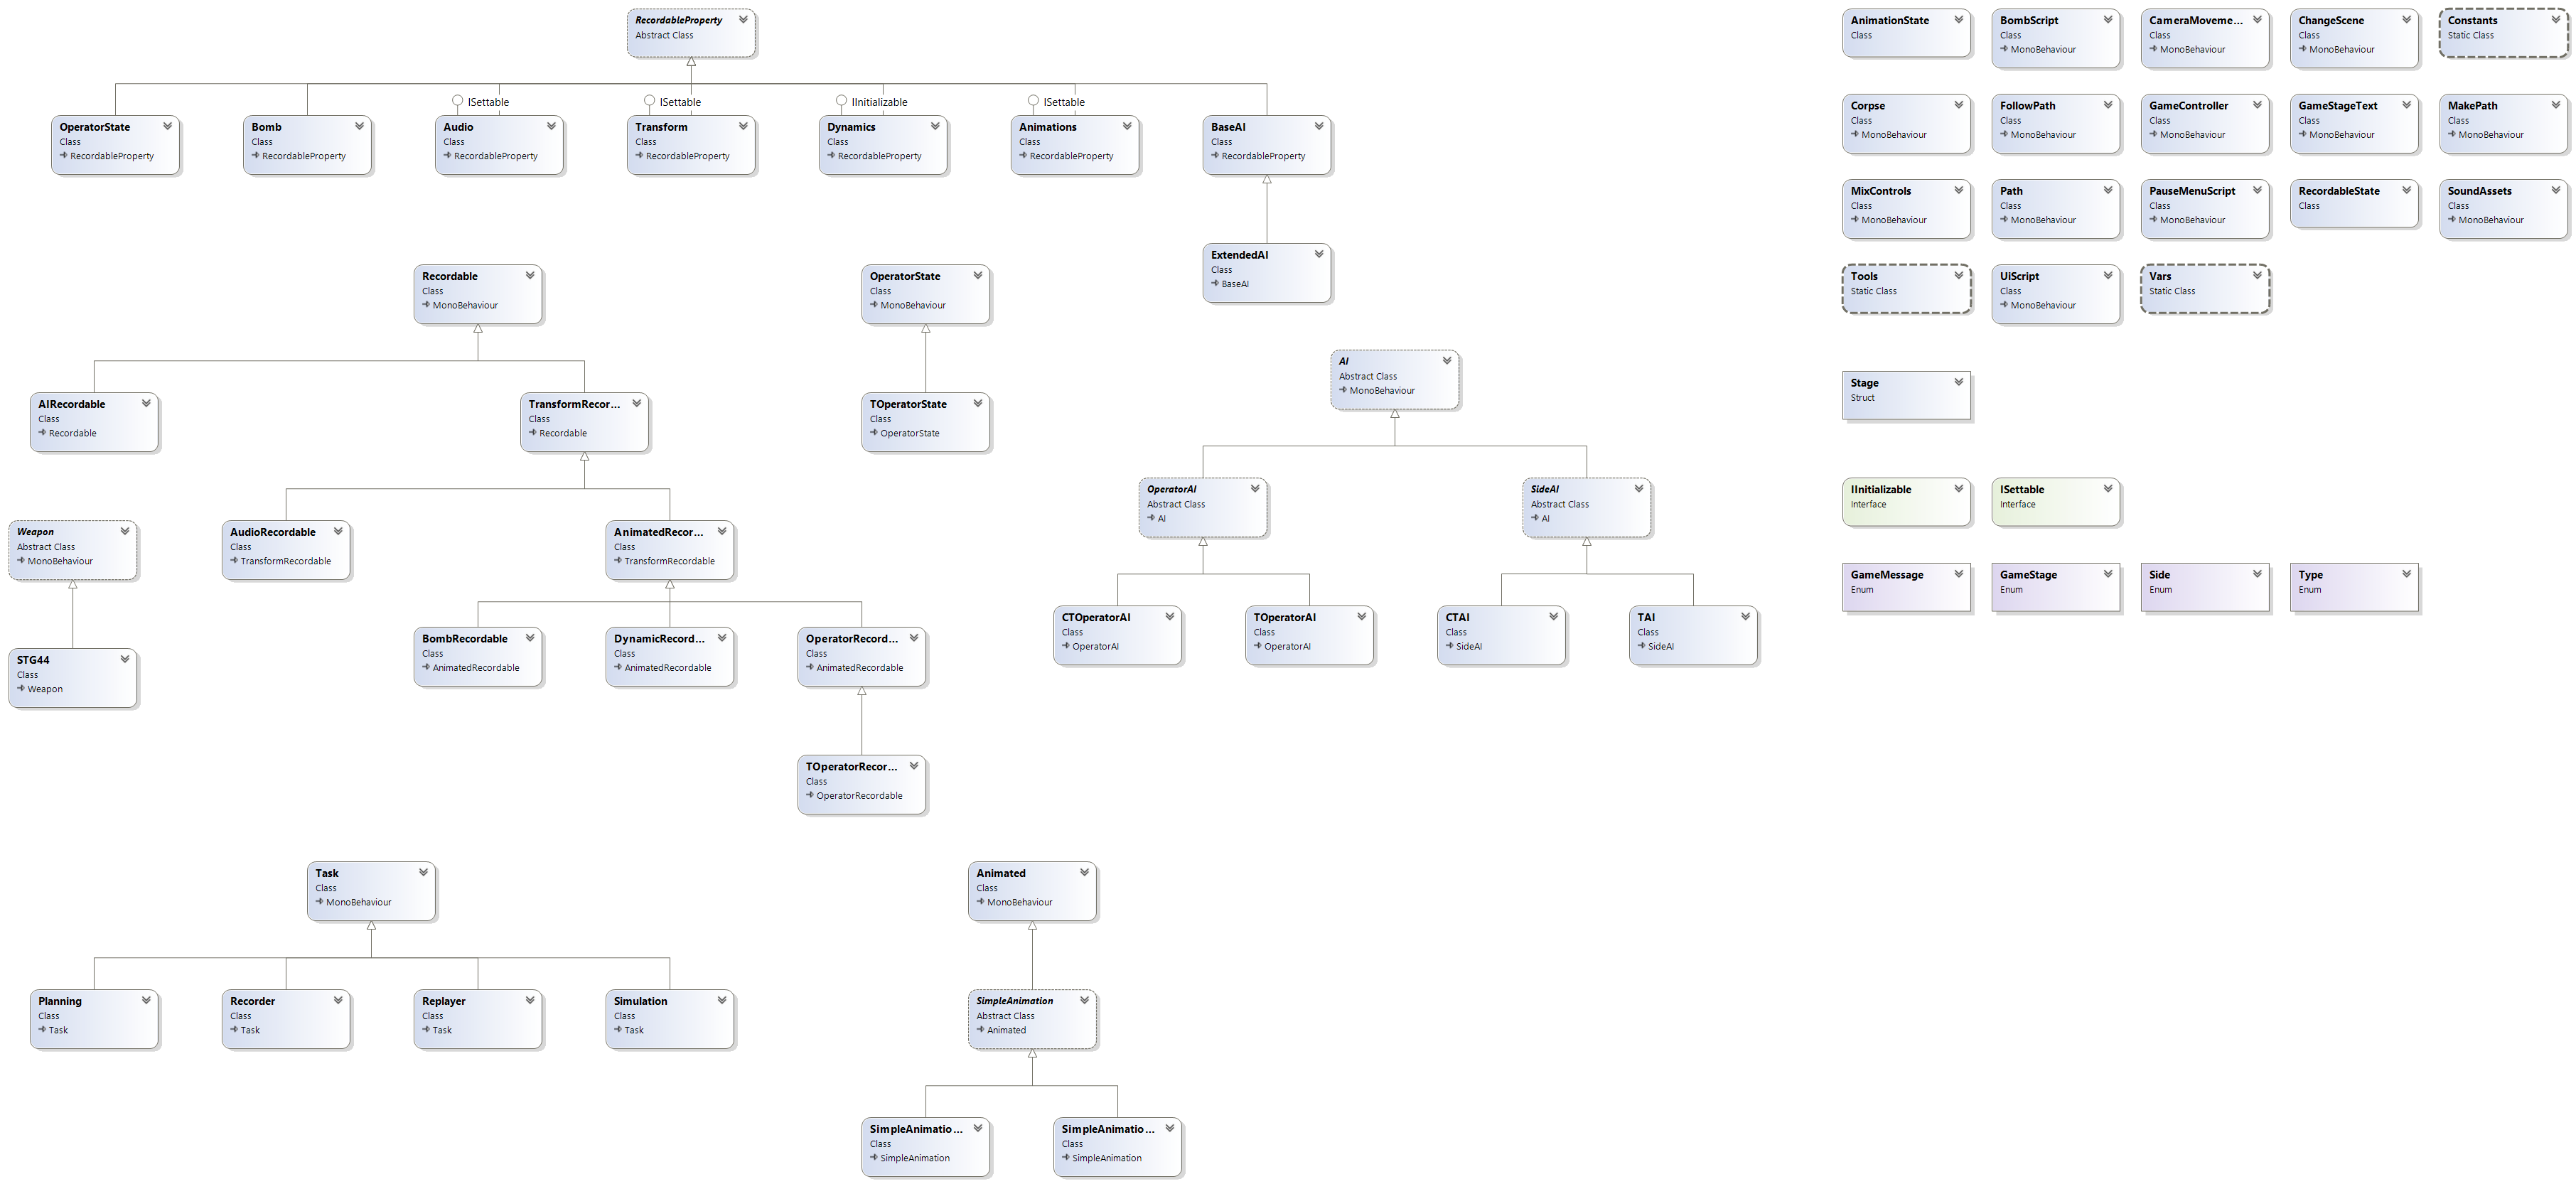 RecordableProperty
Abstract Class
ISettable
ISettable
IInitializable
ISettable
OperatorState
Class
RecordableProperty
Bomb
Class
RecordableProperty
Audio
Class
RecordableProperty
Transform
Class
RecordableProperty
Dynamics
Class
RecordableProperty
Animations
Class
RecordableProperty
BaseAI
Class
RecordableProperty
ExtendedAI
Class
BaseAI
Recordable
Class
MonoBehaviour
OperatorState
Class
MonoBehaviour
AIRecordable
Class
Recordable
TransformRecor...
Class
Recordable
TOperatorState
Class
OperatorState
AI
Abstract Class
MonoBehaviour
OperatorAI
Abstract Class
AI
SideAI
Abstract Class
AI
Weapon
Abstract Class
MonoBehaviour
AudioRecordable
Class
TransformRecordable
AnimatedRecor...
Class
TransformRecordable
CTOperatorAI
Class
OperatorAI
TOperatorAI
Class
OperatorAI
CTAI
Class
SideAI
TAI
Class
SideAI
STG44
Class
Weapon
BombRecordable
Class
AnimatedRecordable
DynamicRecord...
Class
AnimatedRecordable
OperatorRecord...
Class
AnimatedRecordable
TOperatorRecor...
Class
OperatorRecordable
Task
Class
MonoBehaviour
Animated
Class
MonoBehaviour
Planning
Class
Task
Recorder
Class
Task
Replayer
Class
Task
Simulation
Class
Task
SimpleAnimation
Abstract Class
Animated
SimpleAnimatio...
Class
SimpleAnimation
SimpleAnimatio...
Class
SimpleAnimation
AnimationState
Class
BombScript
Class
MonoBehaviour
CameraMoveme...
Class
MonoBehaviour
ChangeScene
Class
MonoBehaviour
Constants
Static Class
Corpse
Class
MonoBehaviour
FollowPath
Class
MonoBehaviour
GameController
Class
MonoBehaviour
GameStageText
Class
MonoBehaviour
MakePath
Class
MonoBehaviour
MixControls
Class
MonoBehaviour
Path
Class
MonoBehaviour
PauseMenuScript
Class
MonoBehaviour
RecordableState
Class
SoundAssets
Class
MonoBehaviour
Tools
Static Class
UiScript
Class
MonoBehaviour
Vars
Static Class
Stage
Struct
IInitializable
Interface
ISettable
Interface
GameMessage
Enum
GameStage
Enum
Side
Enum
Type
Enum